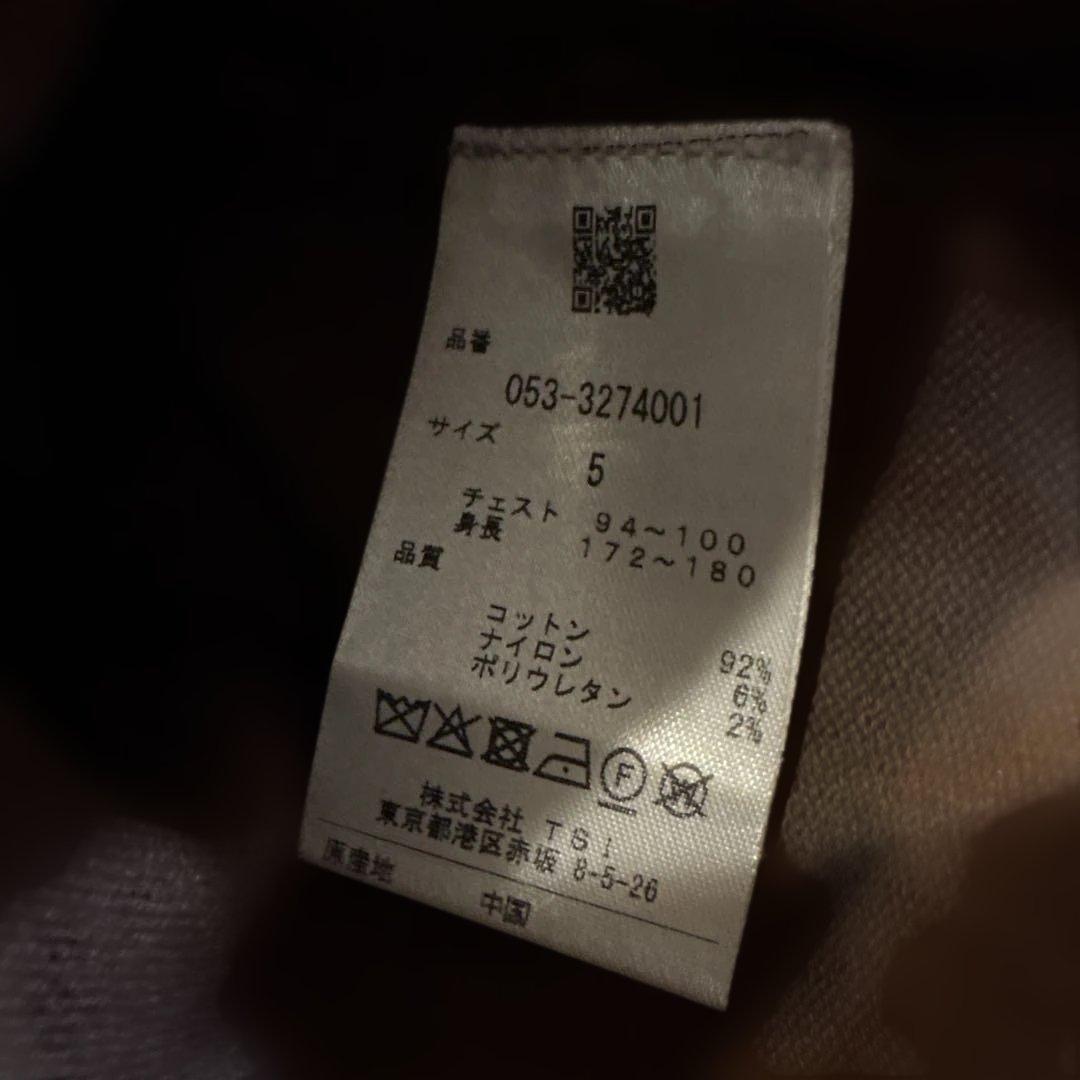 品番
053-3274001
サイズ
5
チェスト 94～100
身長 172～180
品質
コットン 92%
ナイロン 6%
ポリウレタン 2%
F
W
株式会社 TSI
東京都港区赤坂 8-5-26
原産地
中国